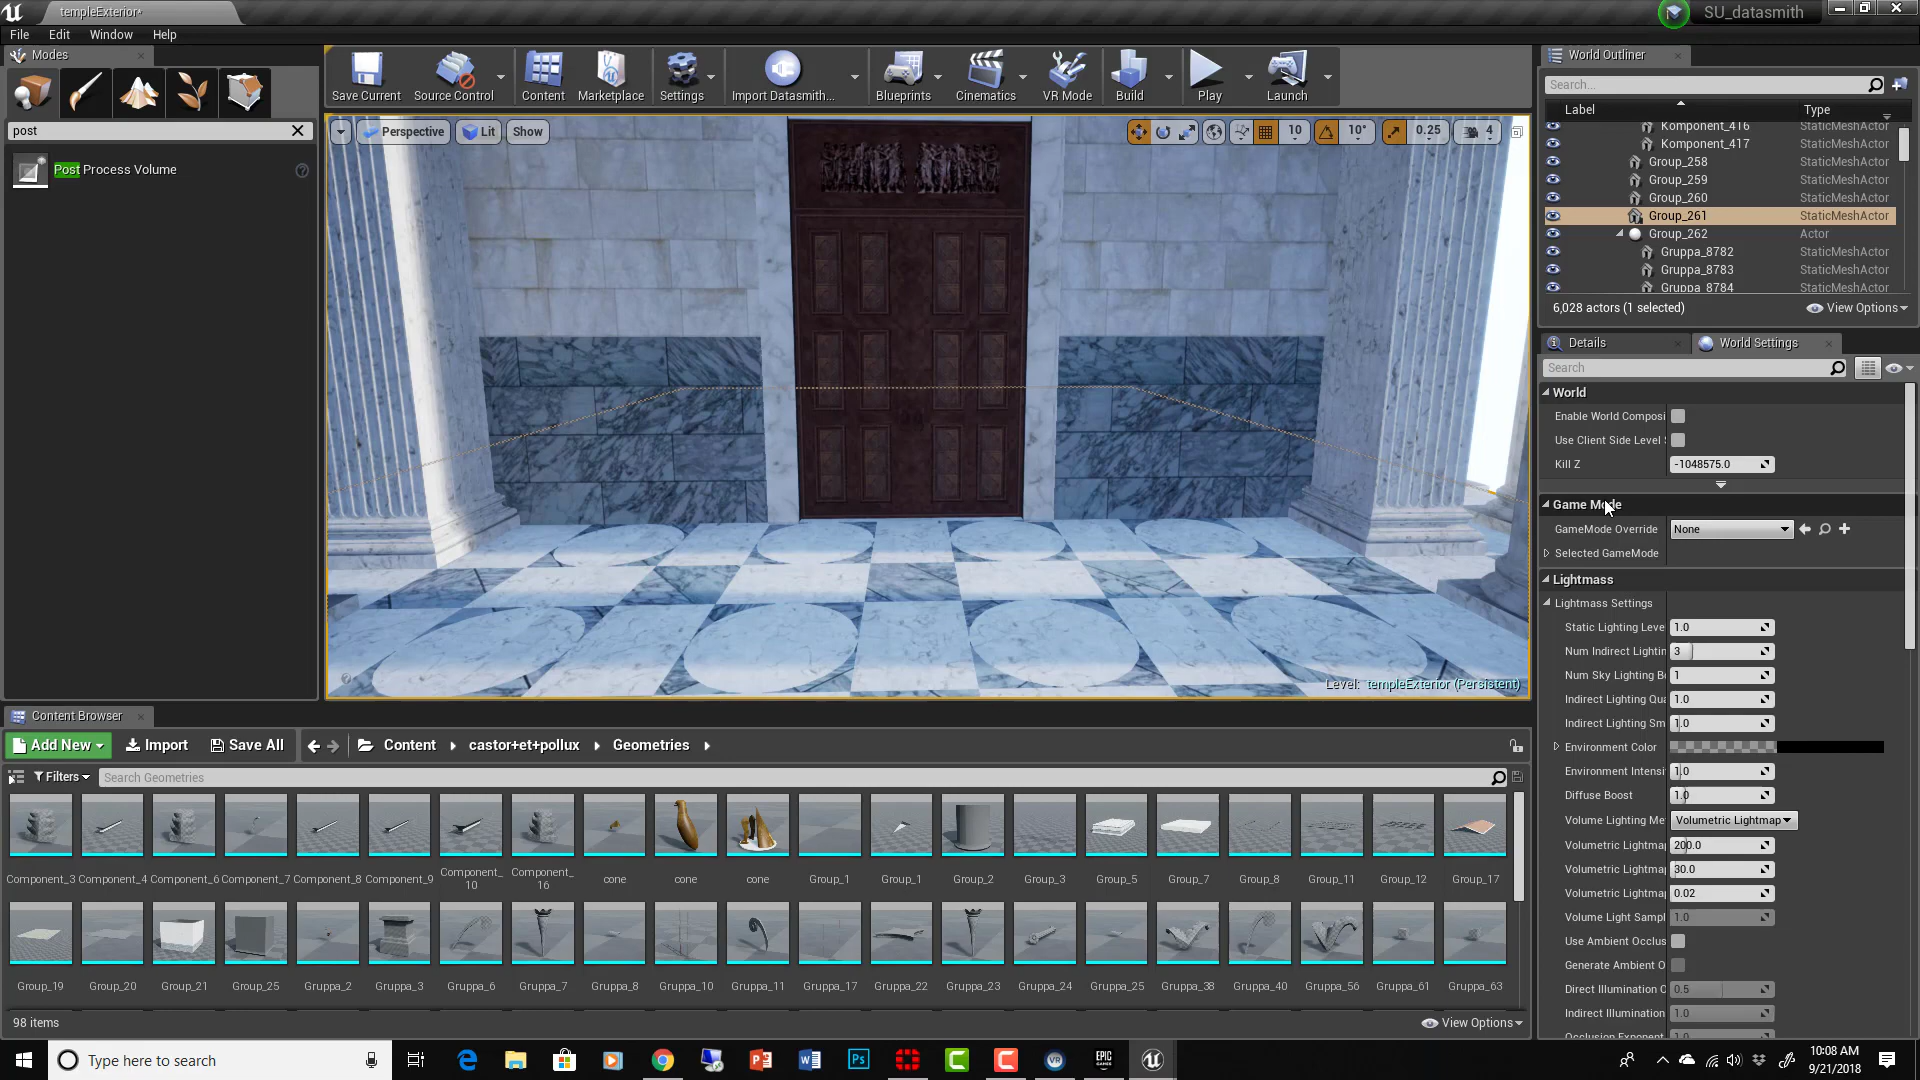 templeExterior•
SU_datasmith
File Edit Window Help
Modes
post
Post Process Volume
Save Current Source Control Content Marketplace Settings Import Datasmith... Blueprints Cinematics VR Mode Build Play Launch
Perspective Lit Show
10 10° 0.25 4
Level: templeExterior (Persistent)
World Outliner
Search...
Label Type
Komponent_416 StaticMeshActor
Komponent_417 StaticMeshActor
Group_258 StaticMeshActor
Group_259 StaticMeshActor
Group_260 StaticMeshActor
Group_261 StaticMeshActor
Group_262 Actor
Gruppa_8782 StaticMeshActor
Gruppa_8783 StaticMeshActor
Gruppa_8784 StaticMeshActor
6,028 actors (1 selected) View Options
Details World Settings
Search
World
Enable World Composi
Use Client Side Level
Kill Z -1048575.0
Game Mode
GameMode Override None
Selected GameMode
Lightmass
Lightmass Settings
Static Lighting Leve 1.0
Num Indirect Lightin 3
Num Sky Lighting B 1
Indirect Lighting Qua 1.0
Indirect Lighting Sm 1.0
Environment Color
Environment Intensi 1.0
Diffuse Boost 1.0
Volume Lighting Me Volumetric Lightmap
Volumetric Lightma 200.0
Volumetric Lightma 30.0
Volumetric Lightma 0.02
Volume Light Sampl 1.0
Use Ambient Occlus
Generate Ambient O
Direct Illumination O 0.5
Indirect Illumination 1.0
Occlusion Exponent 1.0
Content Browser
Add New Import Save All Content castor+et+pollux Geometries
Filters Search Geometries
Component_3 Component_4 Component_6 Component_7 Component_8 Component_9 Component_10 Component_16 cone cone cone Group_1 Group_1 Group_2 Group_3 Group_5 Group_7 Group_8 Group_11 Group_12 Group_17
Group_19 Group_20 Group_21 Group_25 Gruppa_2 Gruppa_3 Gruppa_6 Gruppa_7 Gruppa_8 Gruppa_10 Gruppa_11 Gruppa_17 Gruppa_22 Gruppa_23 Gruppa_24 Gruppa_25 Gruppa_38 Gruppa_40 Gruppa_56 Gruppa_61 Gruppa_63
98 items View Options
Type here to search
10:08 AM
9/21/2018